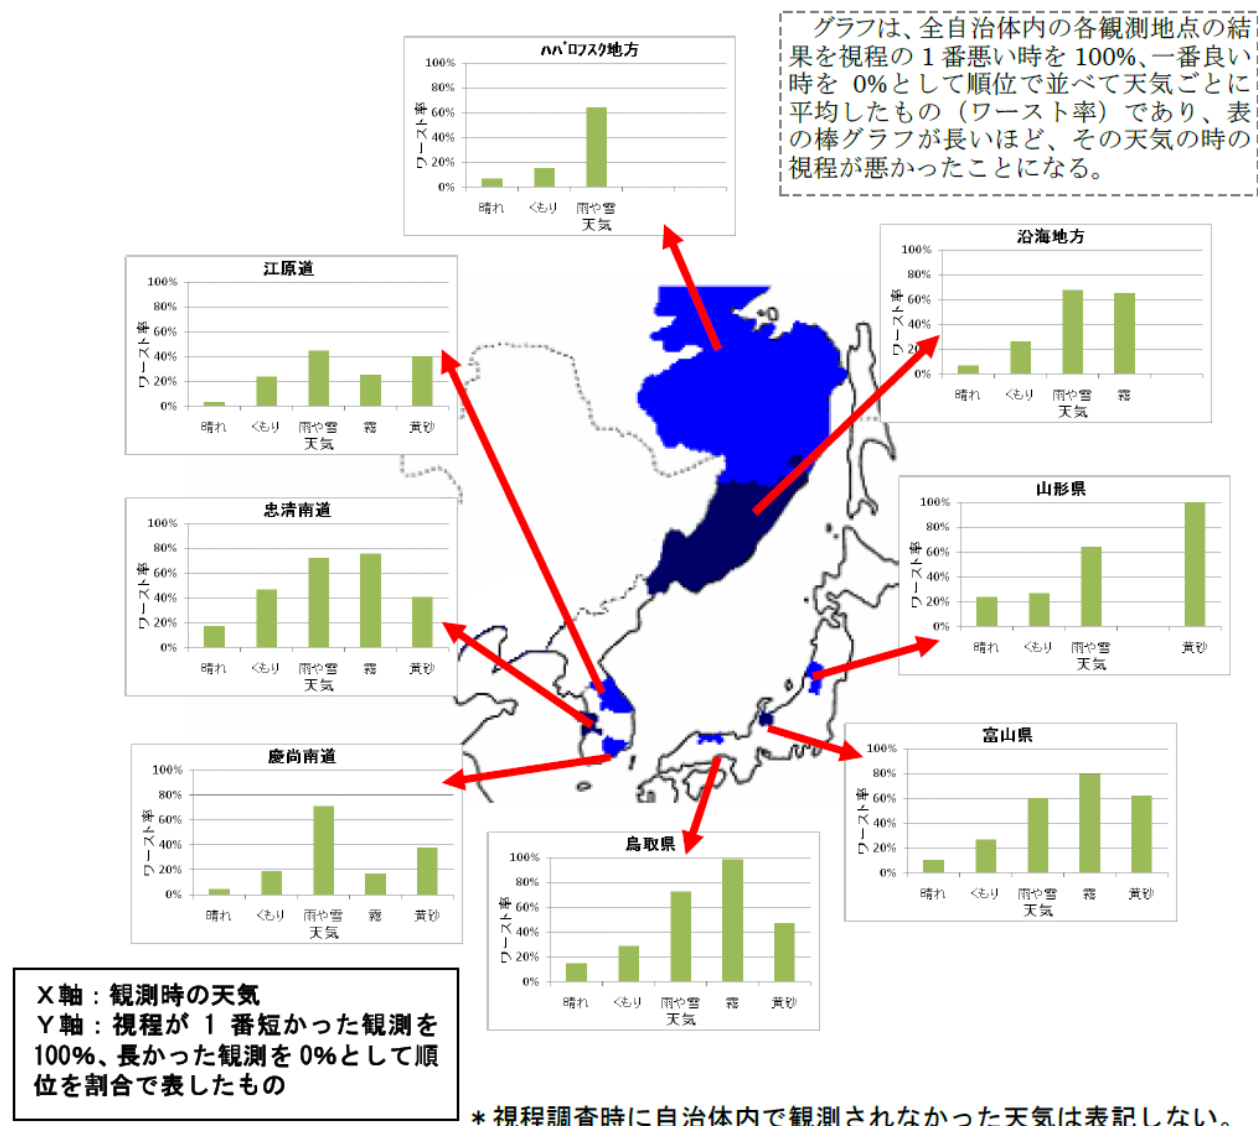 グラフは、全自治体内の各観測地点の結
果を視程の1番悪い時を100%、一番良い
時を 0%として順位で並べて天気ごとに
平均したもの（ワースト率）であり、表
の棒グラフが長いほど、その天気の時の
視程が悪かったことになる。
ﾊﾊﾞﾛﾌｽｸ地方
100%
80%
60%
40%
20%
0%
ワースト率
晴れ くもり 雨や雪
天気
沿海地方
100%
80%
60%
40%
20%
0%
ワースト率
晴れ くもり 雨や雪 霧
天気
江原道
100%
80%
60%
40%
20%
0%
ワースト率
晴れ くもり 雨や雪 霧 黄砂
天気
山形県
100%
80%
60%
40%
20%
0%
ワースト率
晴れ くもり 雨や雪 黄砂
天気
忠清南道
100%
80%
60%
40%
20%
0%
ワースト率
晴れ くもり 雨や雪 霧 黄砂
天気
富山県
100%
80%
60%
40%
20%
0%
ワースト率
晴れ くもり 雨や雪 霧 黄砂
天気
慶尚南道
100%
80%
60%
40%
20%
0%
ワースト率
晴れ くもり 雨や雪 霧 黄砂
天気
鳥取県
100%
80%
60%
40%
20%
0%
ワースト率
晴れ くもり 雨や雪 霧 黄砂
天気
X軸：観測時の天気
Y軸：視程が 1 番短かった観測を
100%、長かった観測を0%として順
位を割合で表したもの
＊視程調査時に自治体内で観測されなかった天気は表記しない。